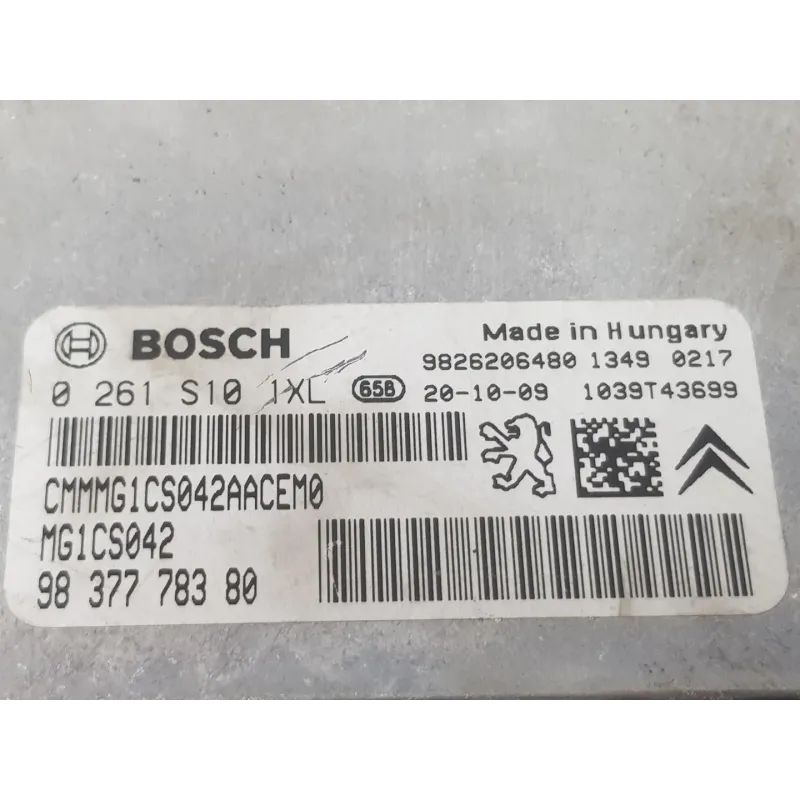 BOSCH
Made in Hungary
9826206480 1349 0217
0 261 S10 1XL 65B 20-10-09 1039T43699
CMMMG1CS042AACEM0
MG1CS042
98 377 783 80